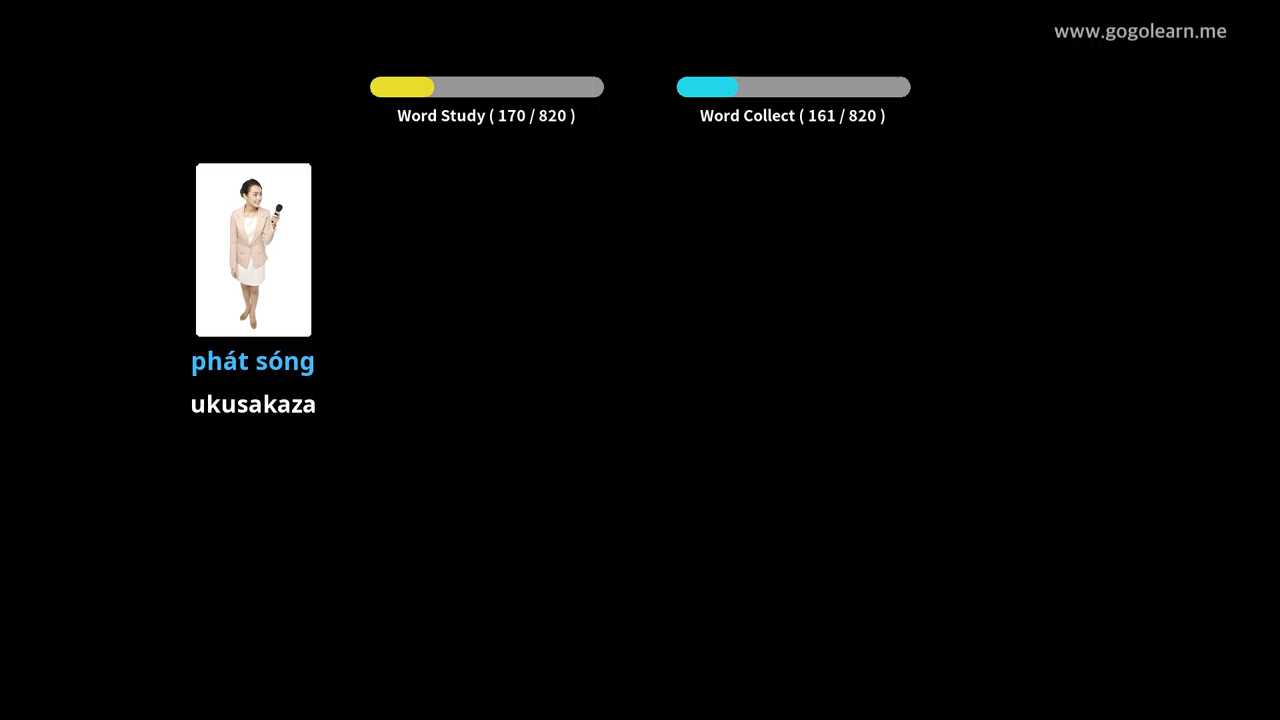 www.gogolearn.me
Word Study ( 170 / 820 )
Word Collect ( 161 / 820 )
phát sóng
ukusakaza